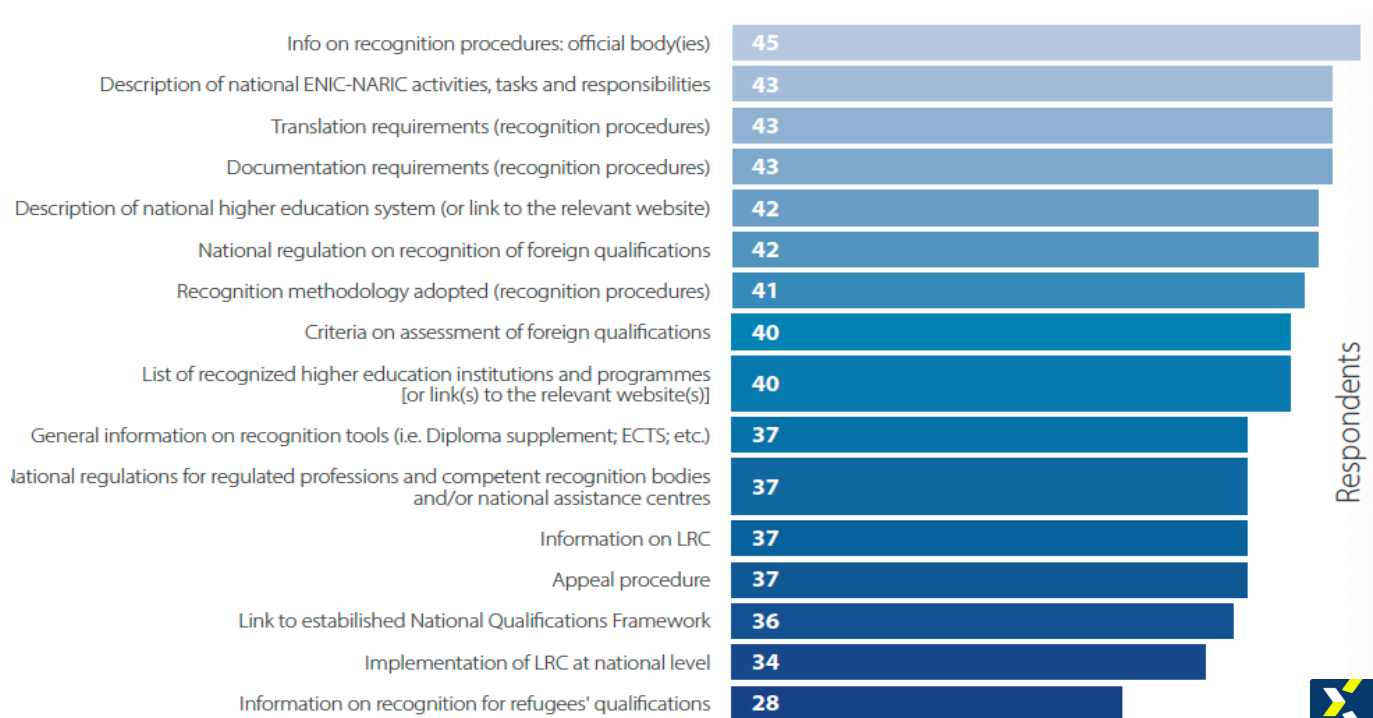 Info on recognition procedures: official body(ies) 45
Description of national ENIC-NARIC activities, tasks and responsibilities 43
Translation requirements (recognition procedures) 43
Documentation requirements (recognition procedures) 43
Description of national higher education system (or link to the relevant website) 42
National regulation on recognition of foreign qualifications 42
Recognition methodology adopted (recognition procedures) 41
Criteria on assessment of foreign qualifications 40
List of recognized higher education institutions and programmes
[or link(s) to the relevant website(s)] 40
General information on recognition tools (i.e. Diploma supplement; ECTS; etc.) 37
ational regulations for regulated professions and competent recognition bodies
and/or national assistance centres 37
Information on LRC 37
Appeal procedure 37
Link to estabilished National Qualifications Framework 36
Implementation of LRC at national level 34
Information on recognition for refugees' qualifications 28
Respondents